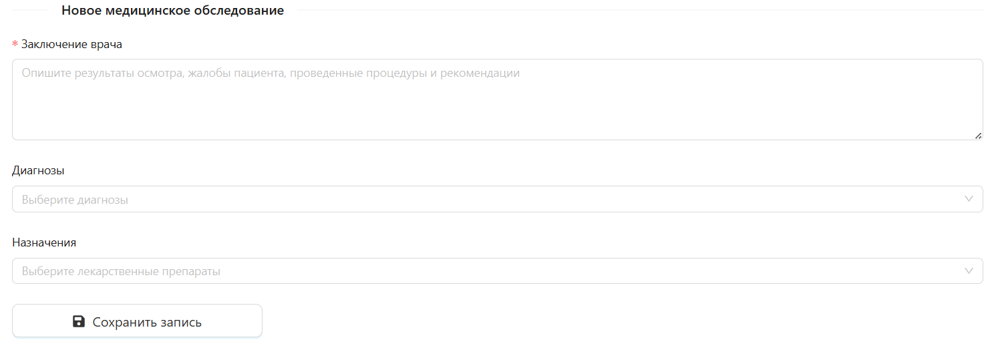 Новое медицинское обследование
* Заключение врача
Опишите результаты осмотра, жалобы пациента, проведенные процедуры и рекомендации
Диагнозы
Выберите диагнозы
Назначения
Выберите лекарственные препараты
Сохранить запись